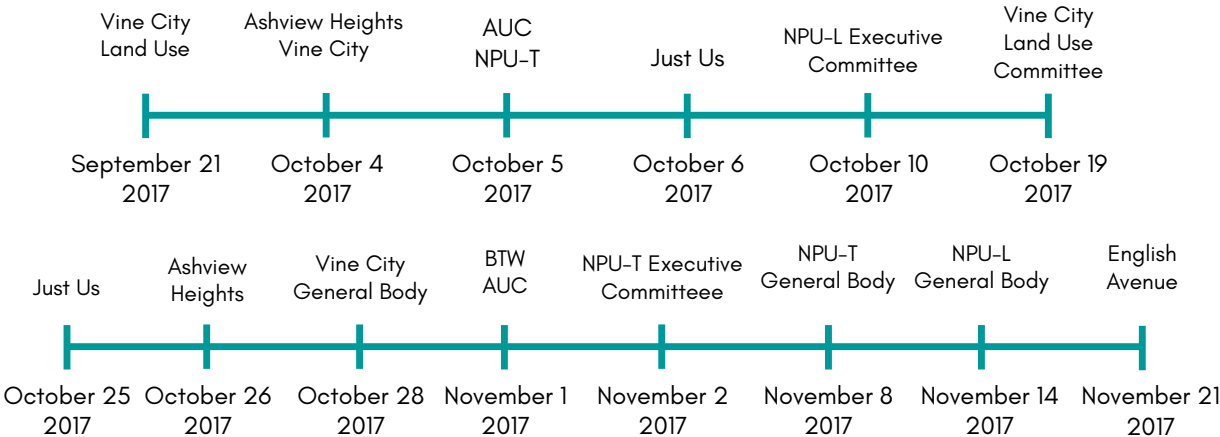 Vine City
Land Use
Ashview Heights
Vine City
AUC
NPU-T
Just Us
NPU-L Executive
Committee
Vine City
Land Use
Committee
September 21
2017
October 4
2017
October 5
2017
October 6
2017
October 10
2017
October 19
2017
Just Us
Ashview
Heights
Vine City
General Body
BTW
AUC
NPU-T Executive
Committeee
NPU-T
General Body
NPU-L
General Body
English
Avenue
October 25
2017
October 26
2017
October 28
2017
November 1
2017
November 2
2017
November 8
2017
November 14
2017
November 21
2017